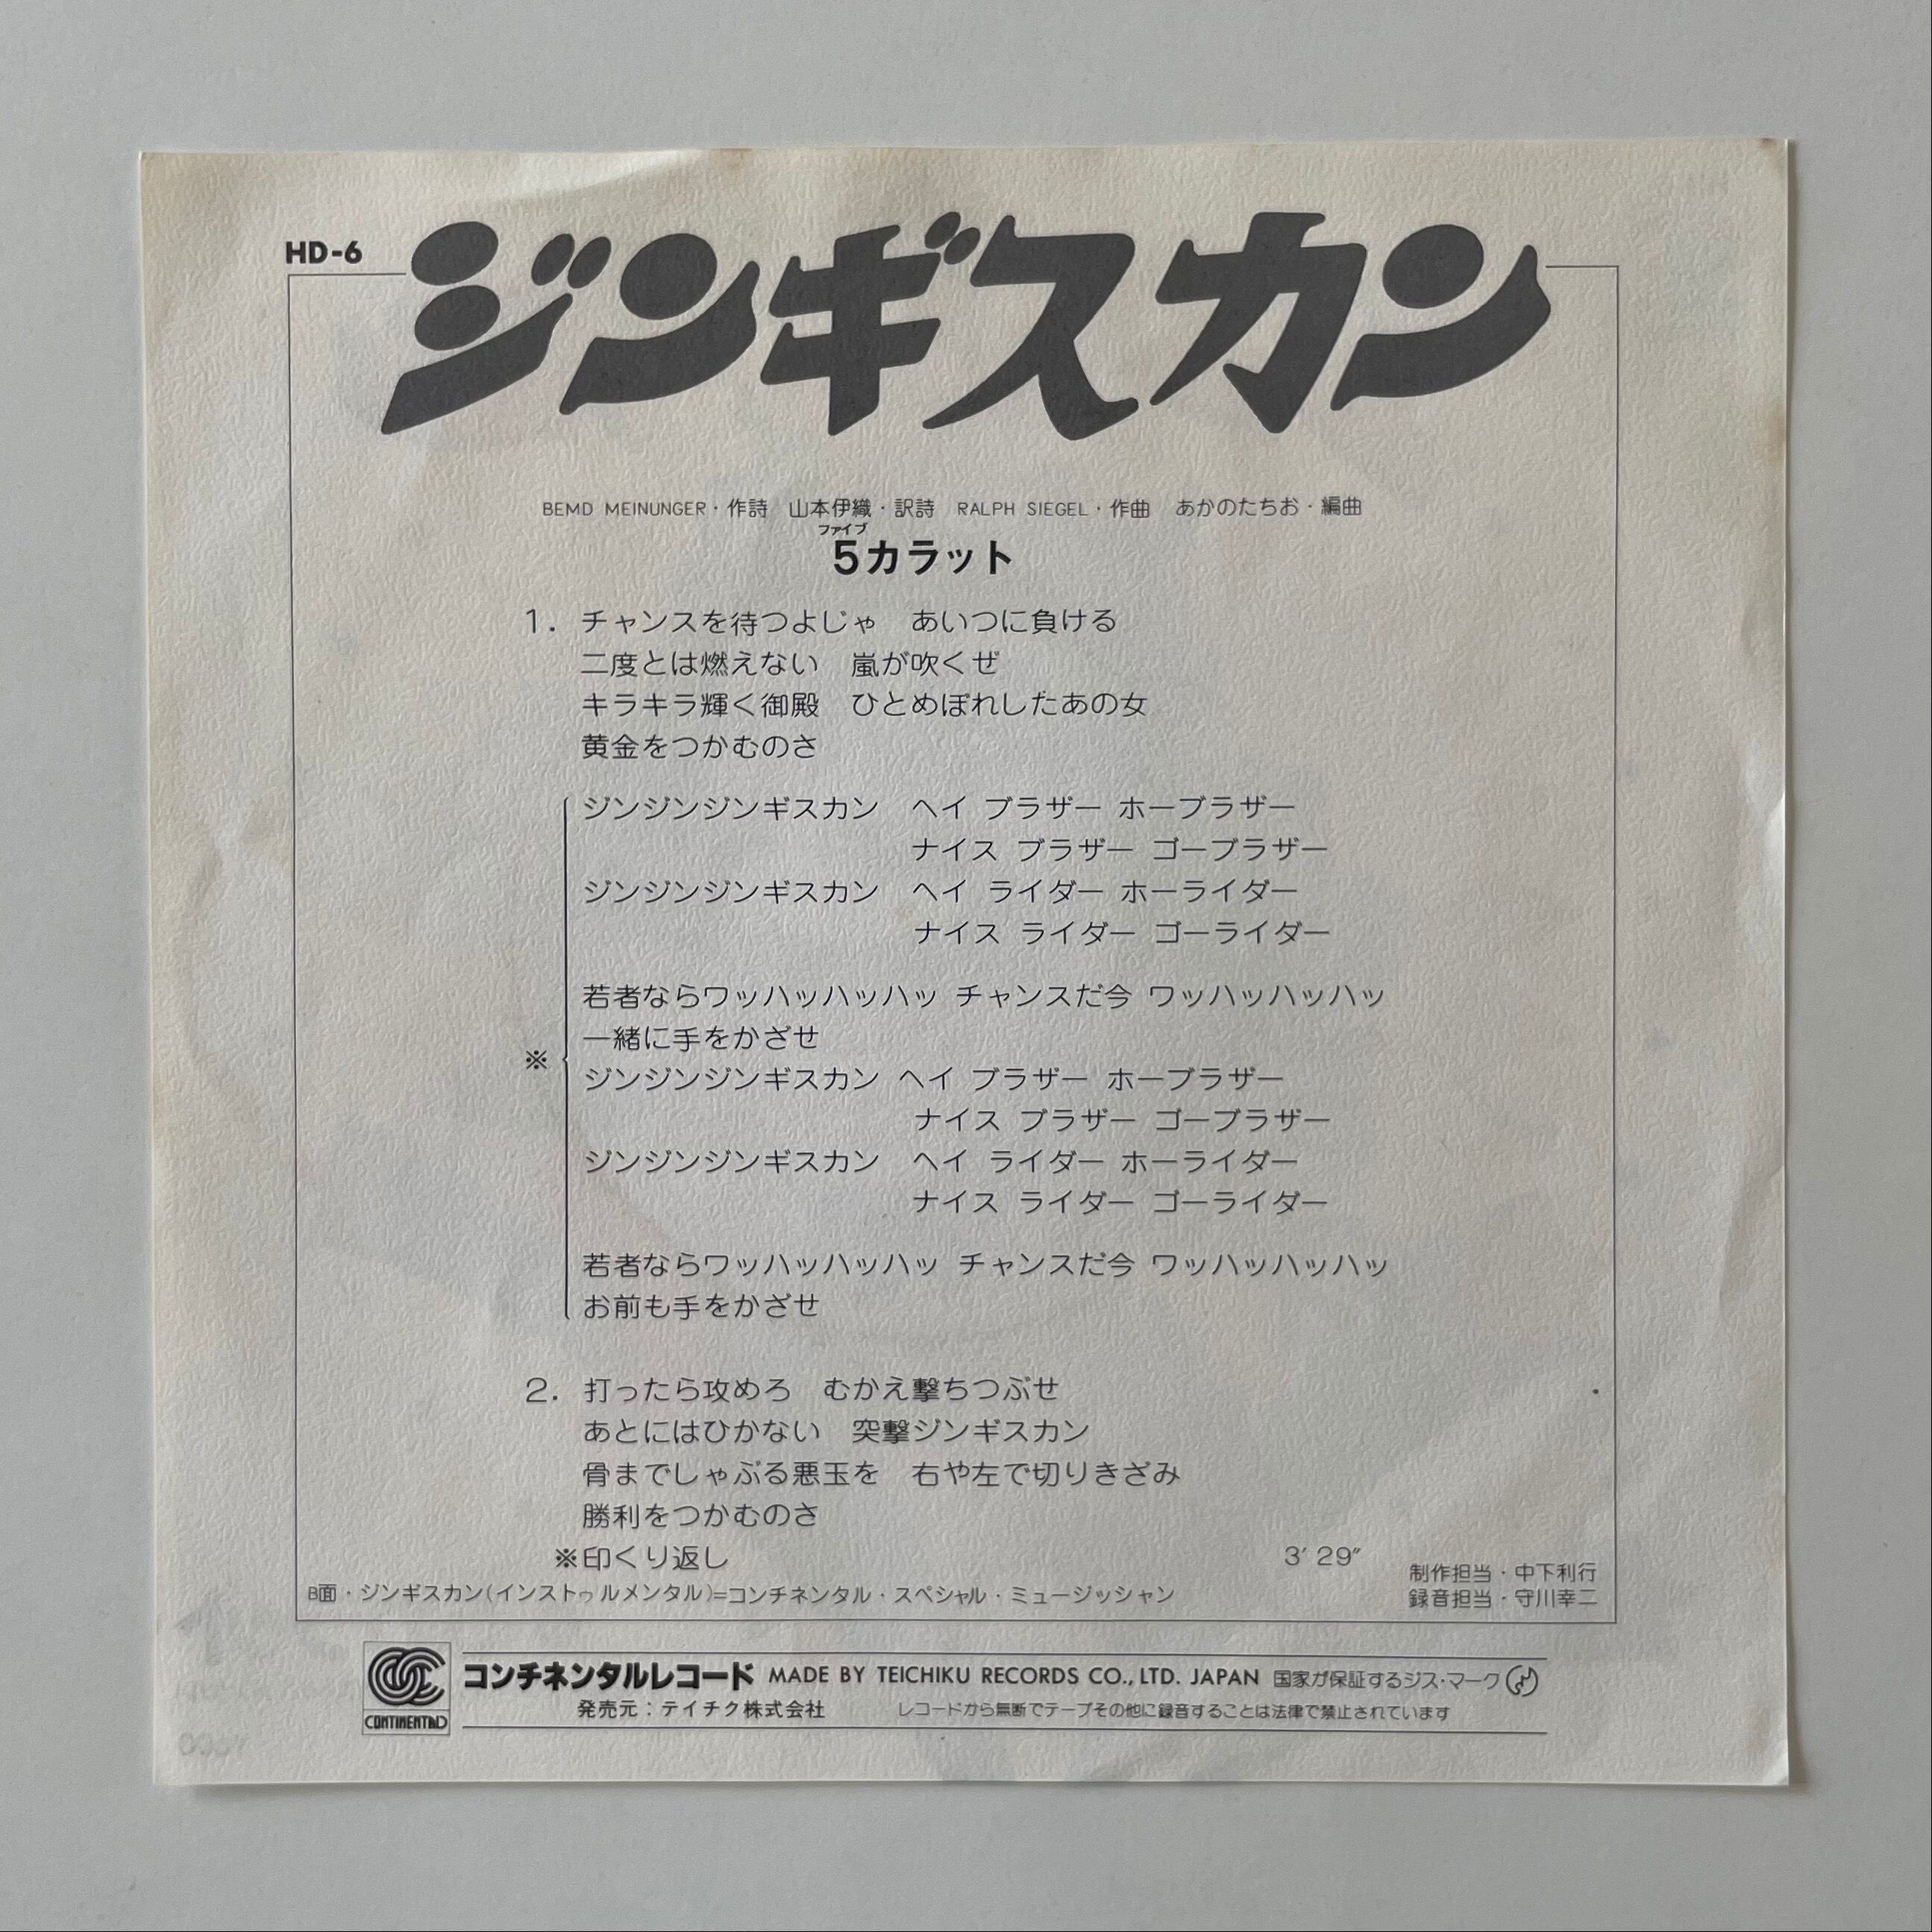 HD-6
ジンギスカン
BEMD MEINUNGER・作詩　山本伊織・訳詩　RALPH SIEGEL・作曲　あかのたちお・編曲
ファイブ
5カラット
1. チャンスを待つよじゃ　あいつに負ける
二度とは燃えない　嵐が吹くぜ
キラキラ輝く御殿　ひとめぼれしたあの女
黄金をつかむのさ
ジンジンジンギスカン　ヘイ ブラザー ホーブラザー
ナイス ブラザー ゴーブラザー
ジンジンジンギスカン　ヘイ ライダー ホーライダー
ナイス ライダー ゴーライダー
若者ならワッハッハッハッ チャンスだ今 ワッハッハッハッ
一緒に手をかざせ
※
ジンジンジンギスカン ヘイ ブラザー ホーブラザー
ナイス ブラザー ゴーブラザー
ジンジンジンギスカン　ヘイ ライダー ホーライダー
ナイス ライダー ゴーライダー
若者ならワッハッハッハッ チャンスだ今 ワッハッハッハッ
お前も手をかざせ
2. 打ったら攻めろ　むかえ撃ちつぶせ
あとにはひかない　突撃ジンギスカン
骨までしゃぶる悪玉を　右や左で切りきざみ
勝利をつかむのさ
※印くり返し
3′29″
制作担当・中下利行
B面・ジンギスカン(インストゥルメンタル)=コンチネンタル・スペシャル・ミュージッシャン
録音担当・守川幸二
CONTINENTAL
コンチネンタルレコード MADE BY TEICHIKU RECORDS CO., LTD. JAPAN 国家が保証するジス・マーク
発売元：テイチク株式会社　レコードから無断でテープその他に録音することは法律で禁止されています